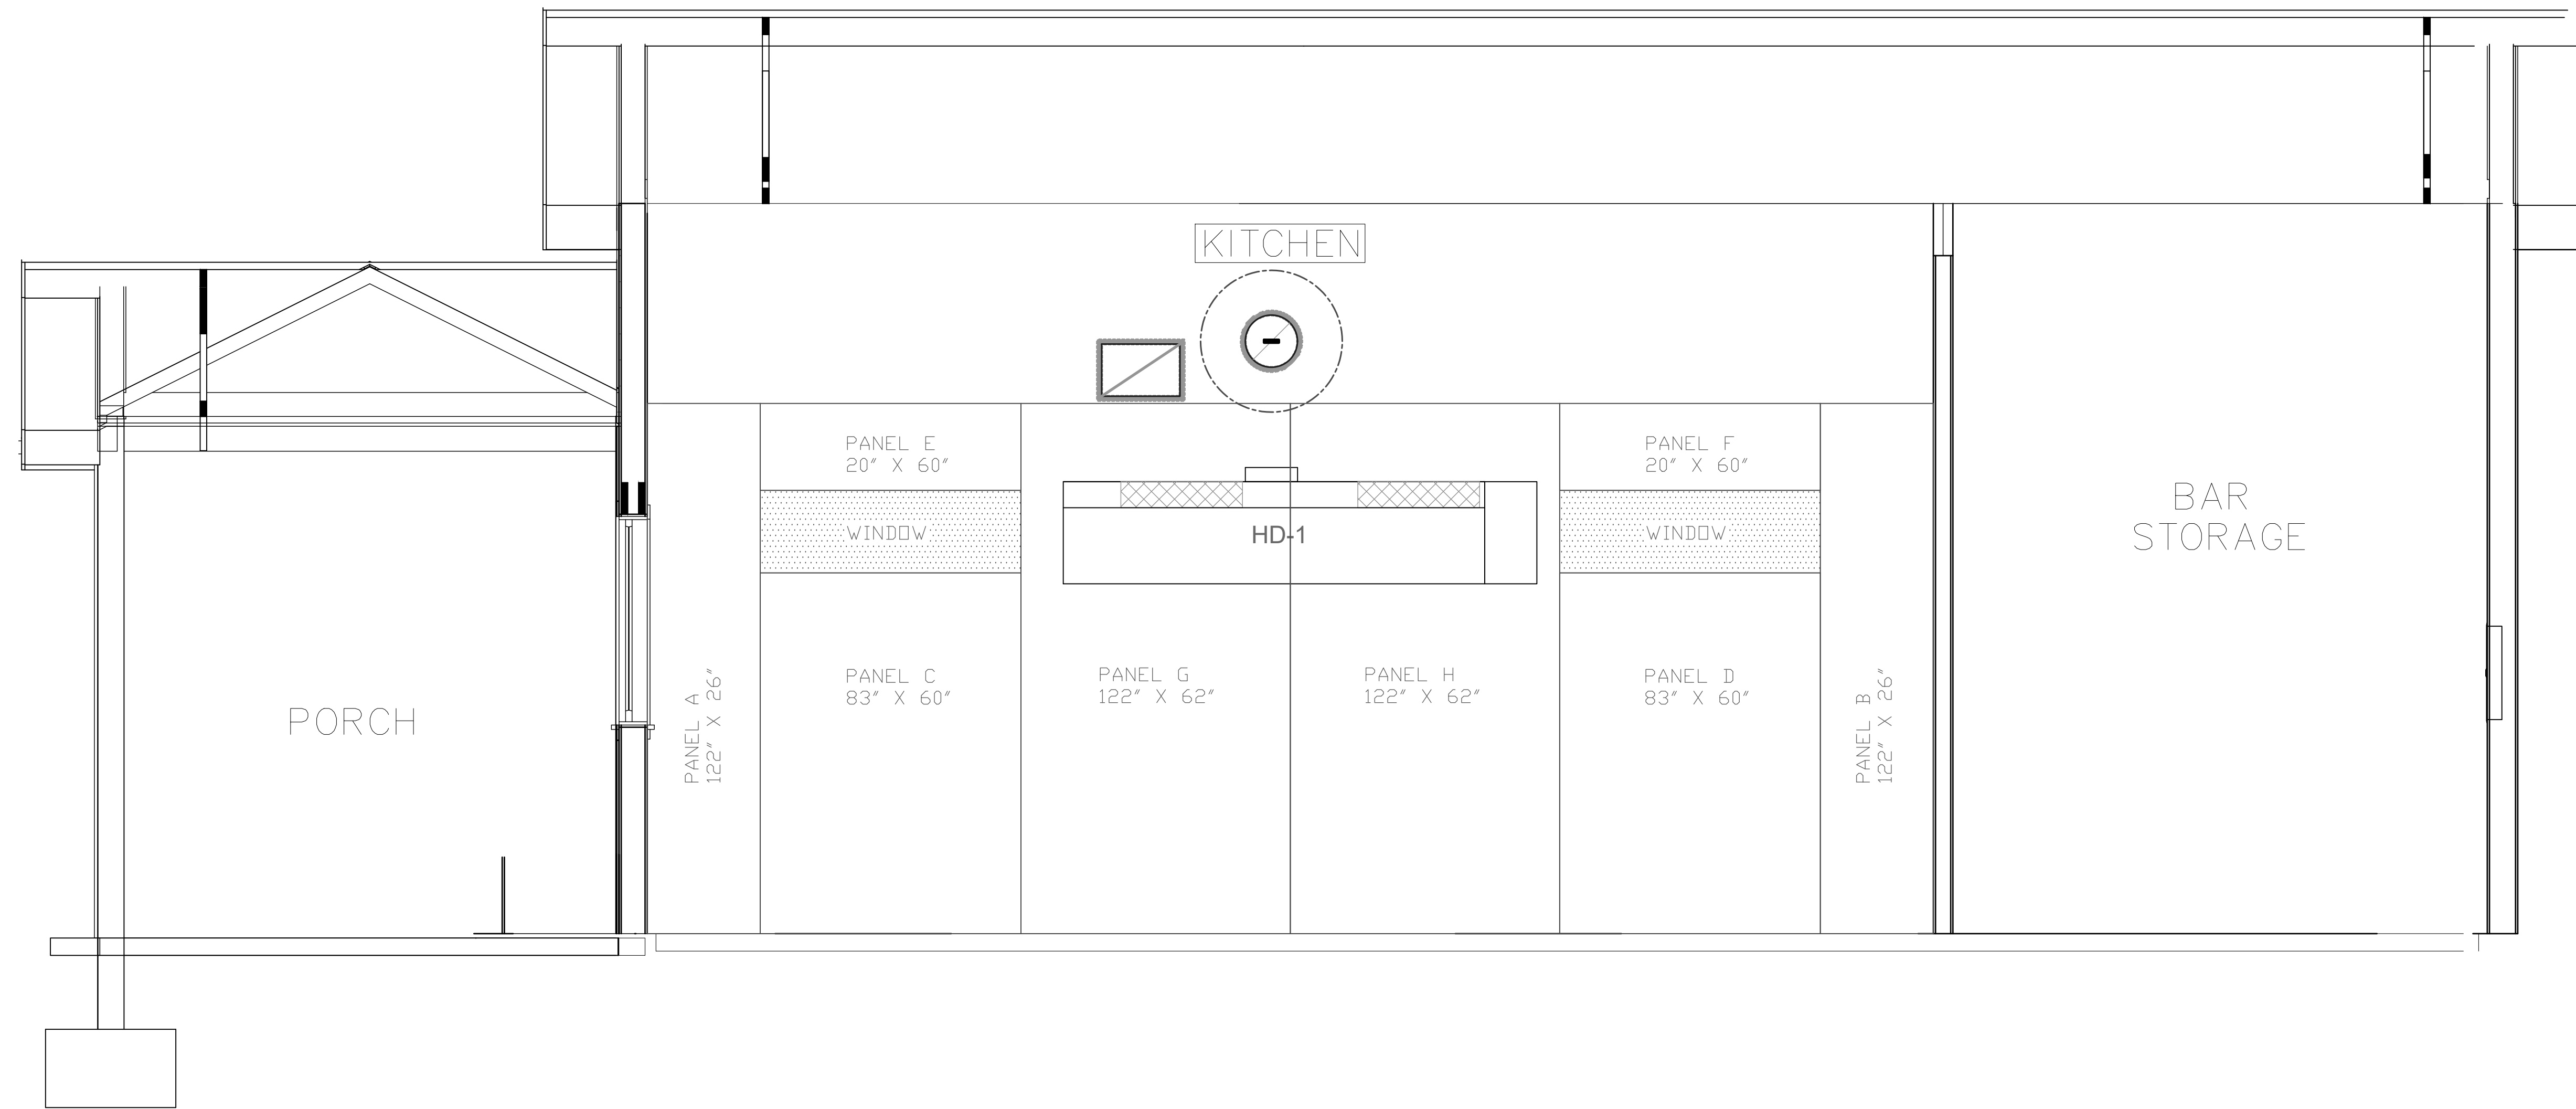 KITCHEN
PANEL E
20" X 60"
PANEL F
20" X 60"
WINDOW
HD-1
WINDOW
BAR
STORAGE
PORCH
PANEL A
122" X 26"
PANEL C
83" X 60"
PANEL G
122" X 62"
PANEL H
122" X 62"
PANEL D
83" X 60"
PANEL B
122" X 26"